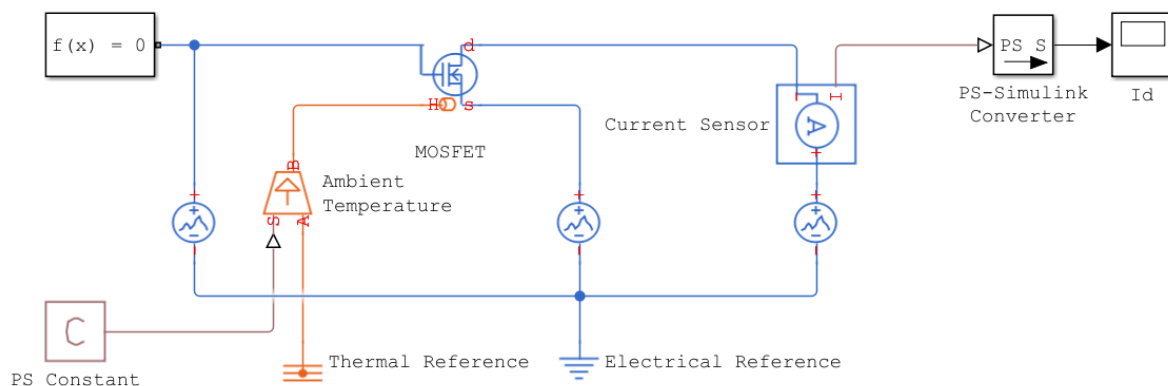 f(x) = 0
d
H
s
MOSFET
Current Sensor
I
A
+
PS S
PS-Simulink
Converter
Id
B
Ambient
Temperature
S
A
+
+
-
+
+
-
+
+
-
C
PS Constant
Thermal Reference
Electrical Reference